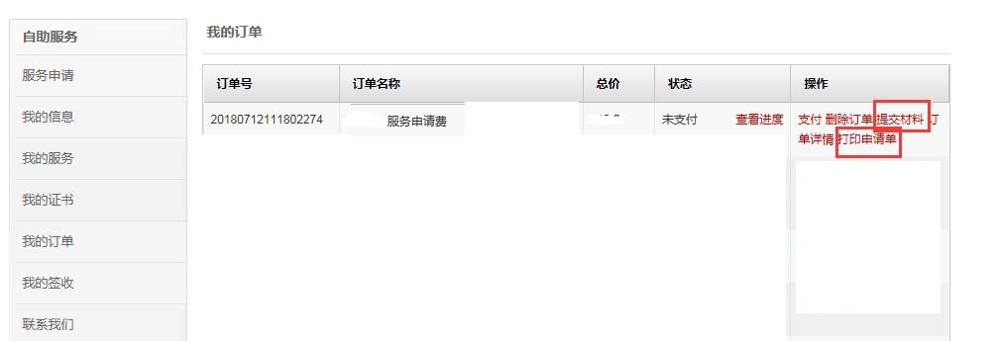 自助服务
服务申请
我的信息
我的服务
我的证书
我的订单
我的签收
联系我们
我的订单
订单号 订单名称 总价 状态 操作
20180712111802274 服务申请费 未支付 查看进度 支付 删除订单 提交材料 订
单详情 打印申请单